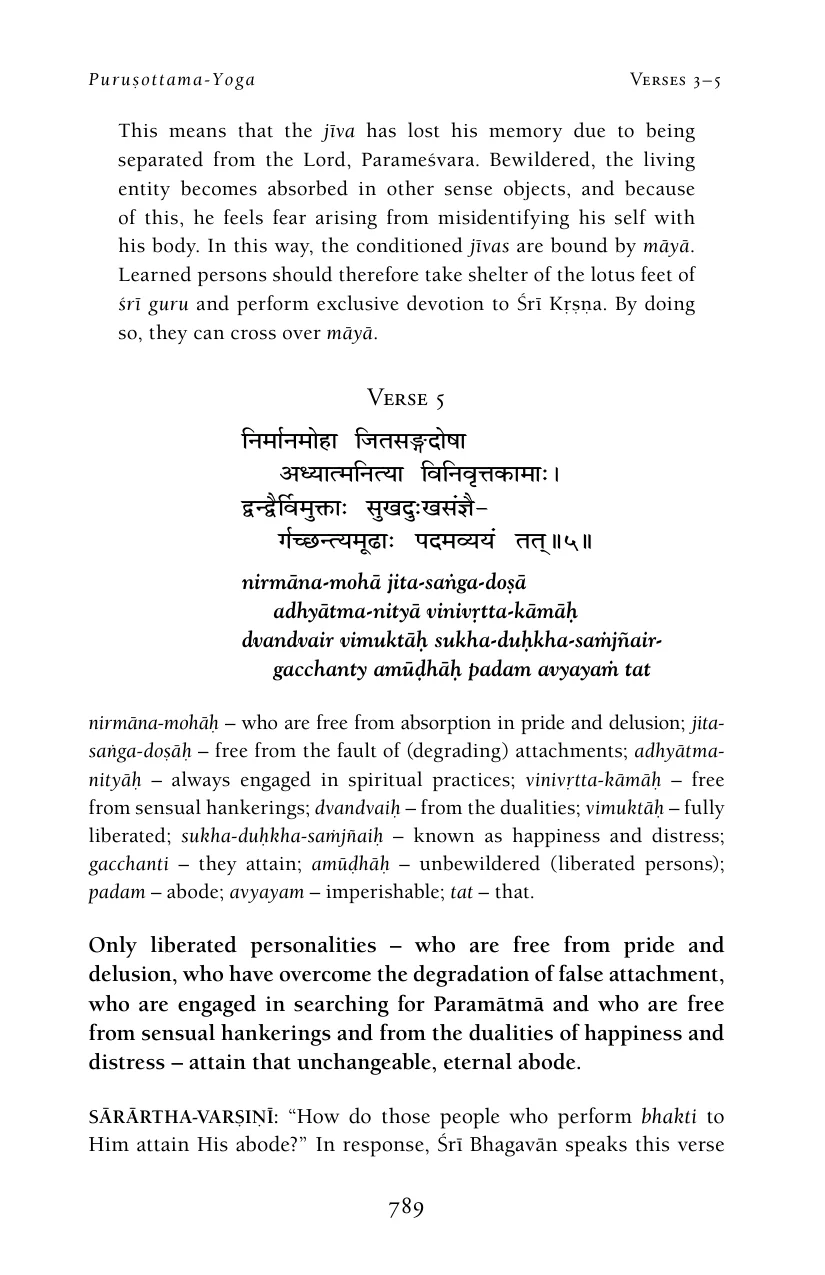 Puruṣottama-Yoga Verses 3–5
This means that the jīva has lost his memory due to being
separated from the Lord, Parameśvara. Bewildered, the living
entity becomes absorbed in other sense objects, and because
of this, he feels fear arising from misidentifying his self with
his body. In this way, the conditioned jīvas are bound by māyā.
Learned persons should therefore take shelter of the lotus feet of
śrī guru and perform exclusive devotion to Śrī Kṛṣṇa. By doing
so, they can cross over māyā.
Verse 5
निर्मानमोहा जितसङ्गदोषा
अध्यात्मनित्या विनिवृत्तकामाः।
द्वन्द्वैर्विमुक्ताः सुखदुःखसंज्ञै–
र्गच्छन्त्यमूढाः पदमव्ययं तत्॥५॥
nirmāna-mohā jita-saṅga-doṣā
adhyātma-nityā vinivṛtta-kāmāḥ
dvandvair vimuktāḥ sukha-duḥkha-saṁjñair-
gacchanty amūḍhāḥ padam avyayaṁ tat
nirmāna-mohāḥ – who are free from absorption in pride and delusion; jita-
saṅga-doṣāḥ – free from the fault of (degrading) attachments; adhyātma-
nityāḥ – always engaged in spiritual practices; vinivṛtta-kāmāḥ – free
from sensual hankerings; dvandvaiḥ – from the dualities; vimuktāḥ – fully
liberated; sukha-duḥkha-saṁjñaiḥ – known as happiness and distress;
gacchanti – they attain; amūḍhāḥ – unbewildered (liberated persons);
padam – abode; avyayam – imperishable; tat – that.
Only liberated personalities – who are free from pride and
delusion, who have overcome the degradation of false attachment,
who are engaged in searching for Paramātmā and who are free
from sensual hankerings and from the dualities of happiness and
distress – attain that unchangeable, eternal abode.
SĀRĀRTHA-VARṢIṆĪ: “How do those people who perform bhakti to
Him attain His abode?” In response, Śrī Bhagavān speaks this verse
789